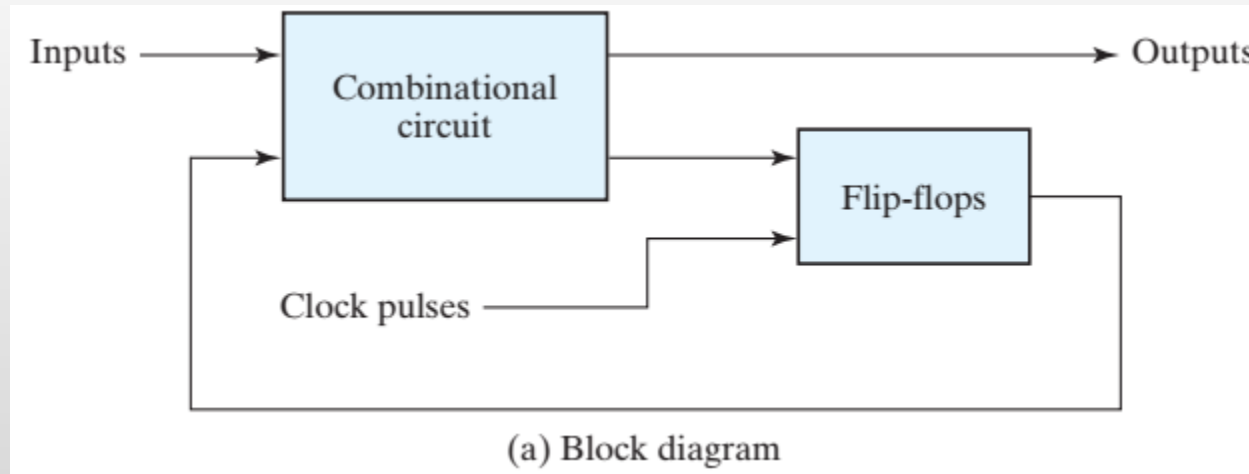 Inputs
Outputs
Combinational
circuit
Flip-flops
Clock pulses
(a) Block diagram